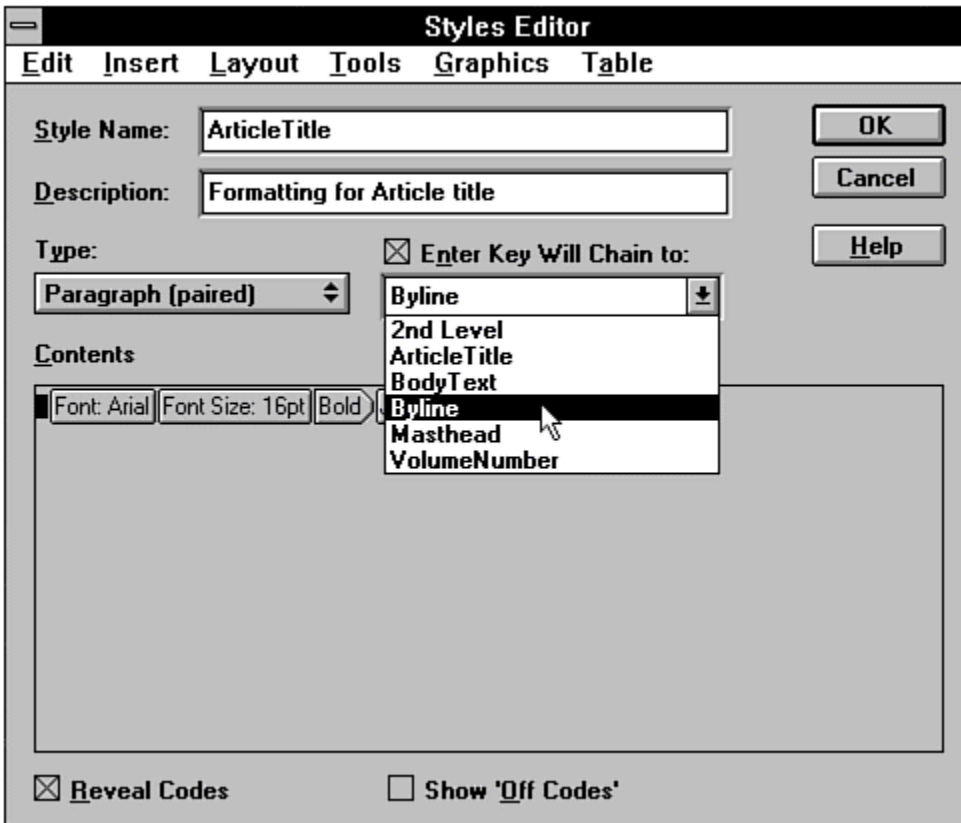 Styles Editor
Edit Insert Layout Tools Graphics Table
Style Name: ArticleTitle
OK
Description: Formatting for Article title
Cancel
Type:
Enter Key Will Chain to:
Help
Paragraph (paired)
Byline
2nd Level
ArticleTitle
BodyText
Byline
Masthead
VolumeNumber
Contents
Font: Arial Font Size: 16pt Bold
Reveal Codes
Show 'Off Codes'